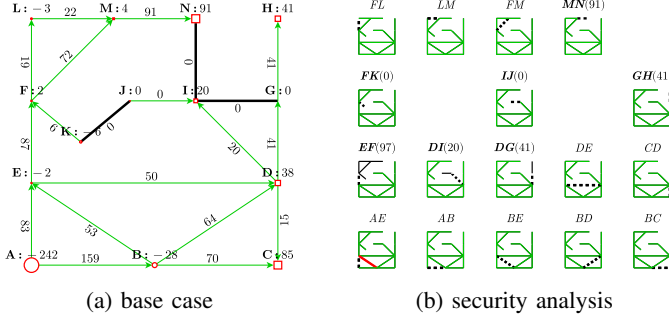 L: −3
22
M: 4
91
N: 91
H: 41
19
72
0
41
F: 2
J: 0
0
I: 20
G: 0
0
6
K: −6
0
87
20
41
E: −2
50
D: 38
83
53
64
15
A: +242
159
B: −28
70
C: 85
(a) base case
FL LM FM MN(91)
FK(0) IJ(0) GH(41
EF(97) DI(20) DG(41) DE CD
AE AB BE BD BC
(b) security analysis